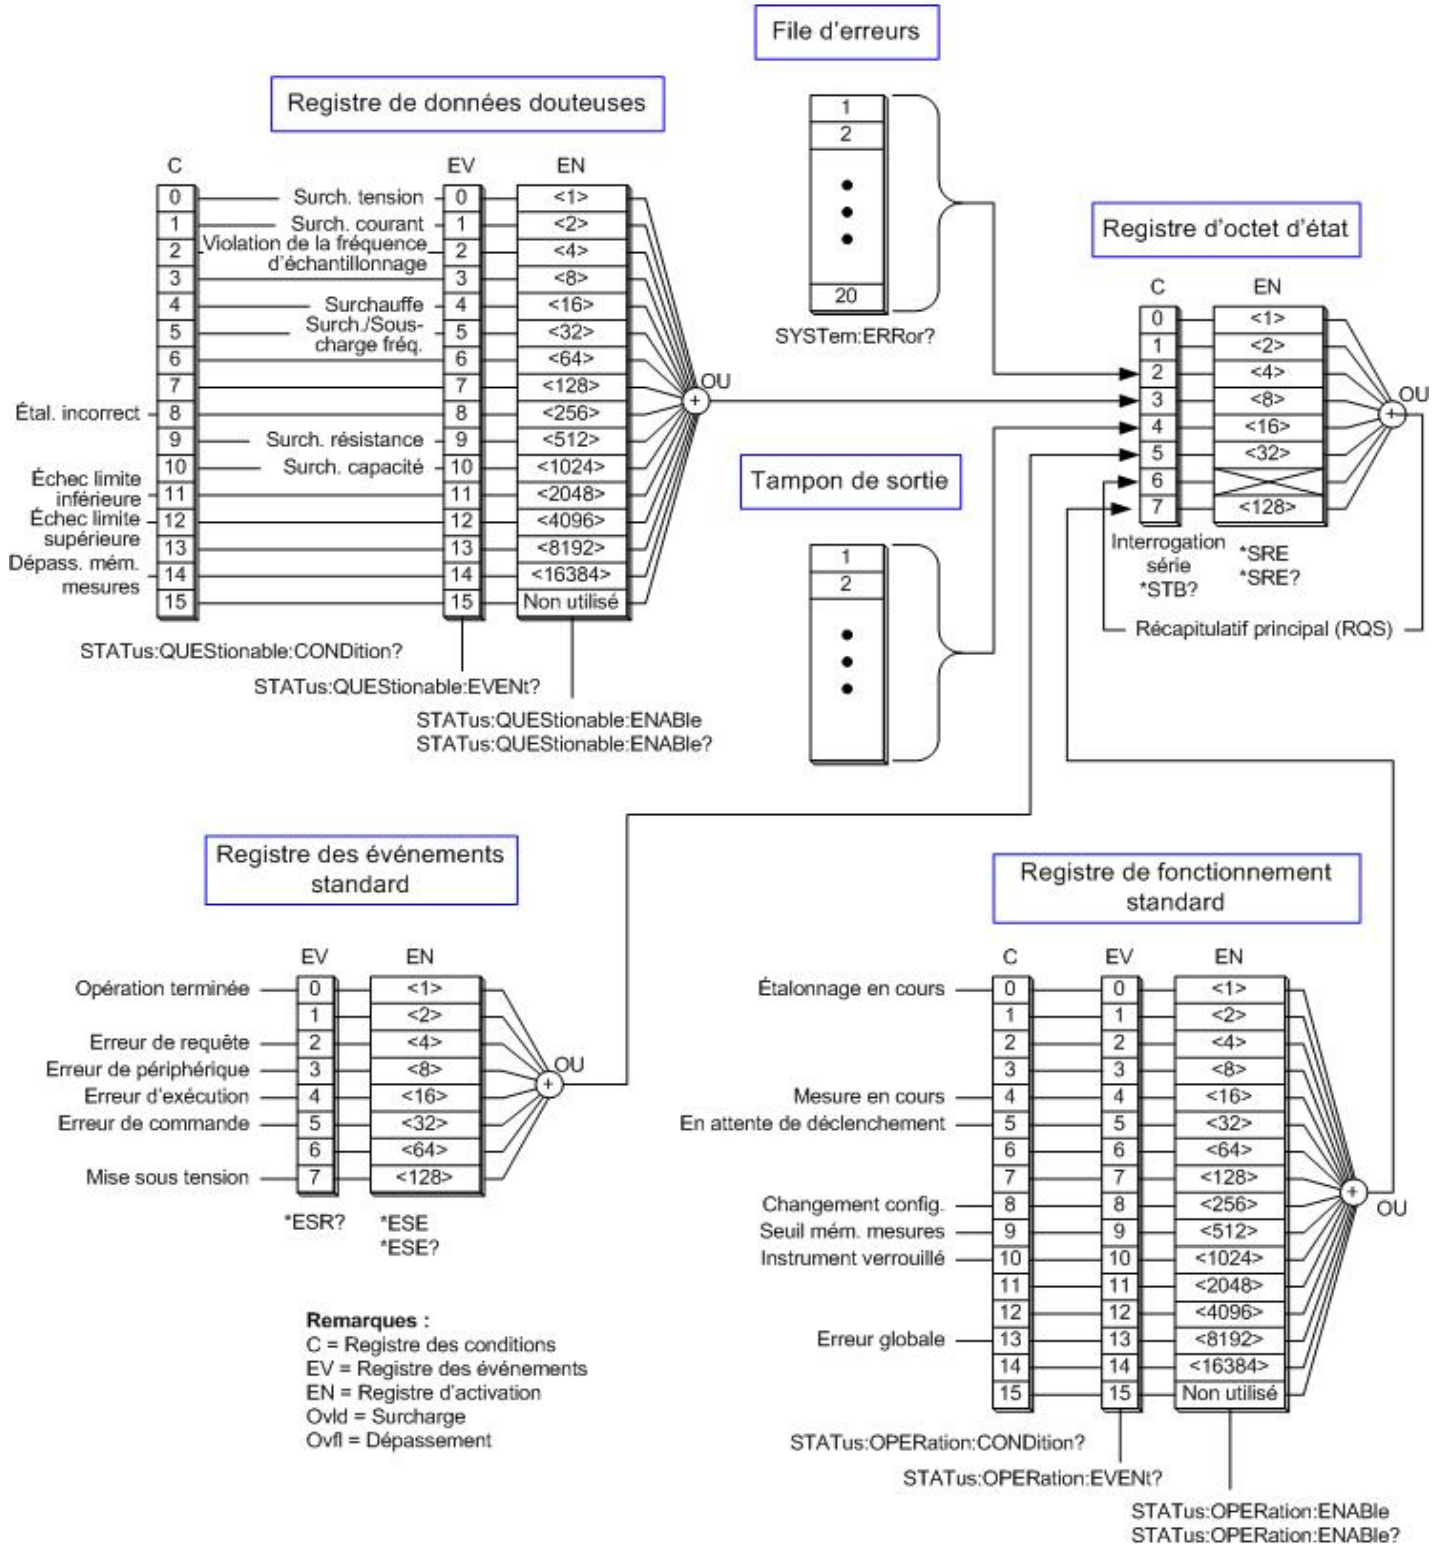 File d'erreurs
1
2
20
SYSTem:ERRor?
Registre de données douteuses
C
EV
EN
0 Surch. tension 0 <1>
1 Surch. courant 1 <2>
2 Violation de la fréquence d'échantillonnage 2 <4>
3 3 <8>
4 Surchauffe 4 <16>
5 Surch./Sous-charge fréq. 5 <32>
6 6 <64>
7 7 <128>
Étal. incorrect 8 8 <256>
9 Surch. résistance 9 <512>
10 Surch. capacité 10 <1024>
Échec limite inférieure 11 11 <2048>
Échec limite supérieure 12 12 <4096>
13 13 <8192>
Dépass. mém. mesures 14 14 <16384>
15 15 Non utilisé
OU
+
STATus:QUEStionable:CONDition?
STATus:QUEStionable:EVENt?
STATus:QUEStionable:ENABle
STATus:QUEStionable:ENABle?
Registre d'octet d'état
C
EN
0 <1>
1 <2>
2 <4>
3 <8>
4 <16>
5 <32>
6
7 <128>
OU
+
Interrogation
série
*STB?
*SRE
*SRE?
Récapitulatif principal (RQS)
Tampon de sortie
1
2
Registre des événements
standard
EV
EN
Opération terminée 0 <1>
1 <2>
Erreur de requête 2 <4>
Erreur de périphérique 3 <8>
Erreur d'exécution 4 <16>
Erreur de commande 5 <32>
6 <64>
Mise sous tension 7 <128>
OU
+
*ESR?
*ESE
*ESE?
Registre de fonctionnement
standard
C
EV
EN
Étalonnage en cours 0 0 <1>
1 1 <2>
2 2 <4>
3 3 <8>
Mesure en cours 4 4 <16>
En attente de déclenchement 5 5 <32>
6 6 <64>
7 7 <128>
Changement config. 8 8 <256>
Seuil mém. mesures 9 9 <512>
Instrument verrouillé 10 10 <1024>
11 11 <2048>
12 12 <4096>
Erreur globale 13 13 <8192>
14 14 <16384>
15 15 Non utilisé
+
OU
STATus:OPERation:CONDition?
STATus:OPERation:EVENt?
STATus:OPERation:ENABle
STATus:OPERation:ENABle?
Remarques :
C = Registre des conditions
EV = Registre des événements
EN = Registre d'activation
Ovld = Surcharge
Ovfl = Dépassement